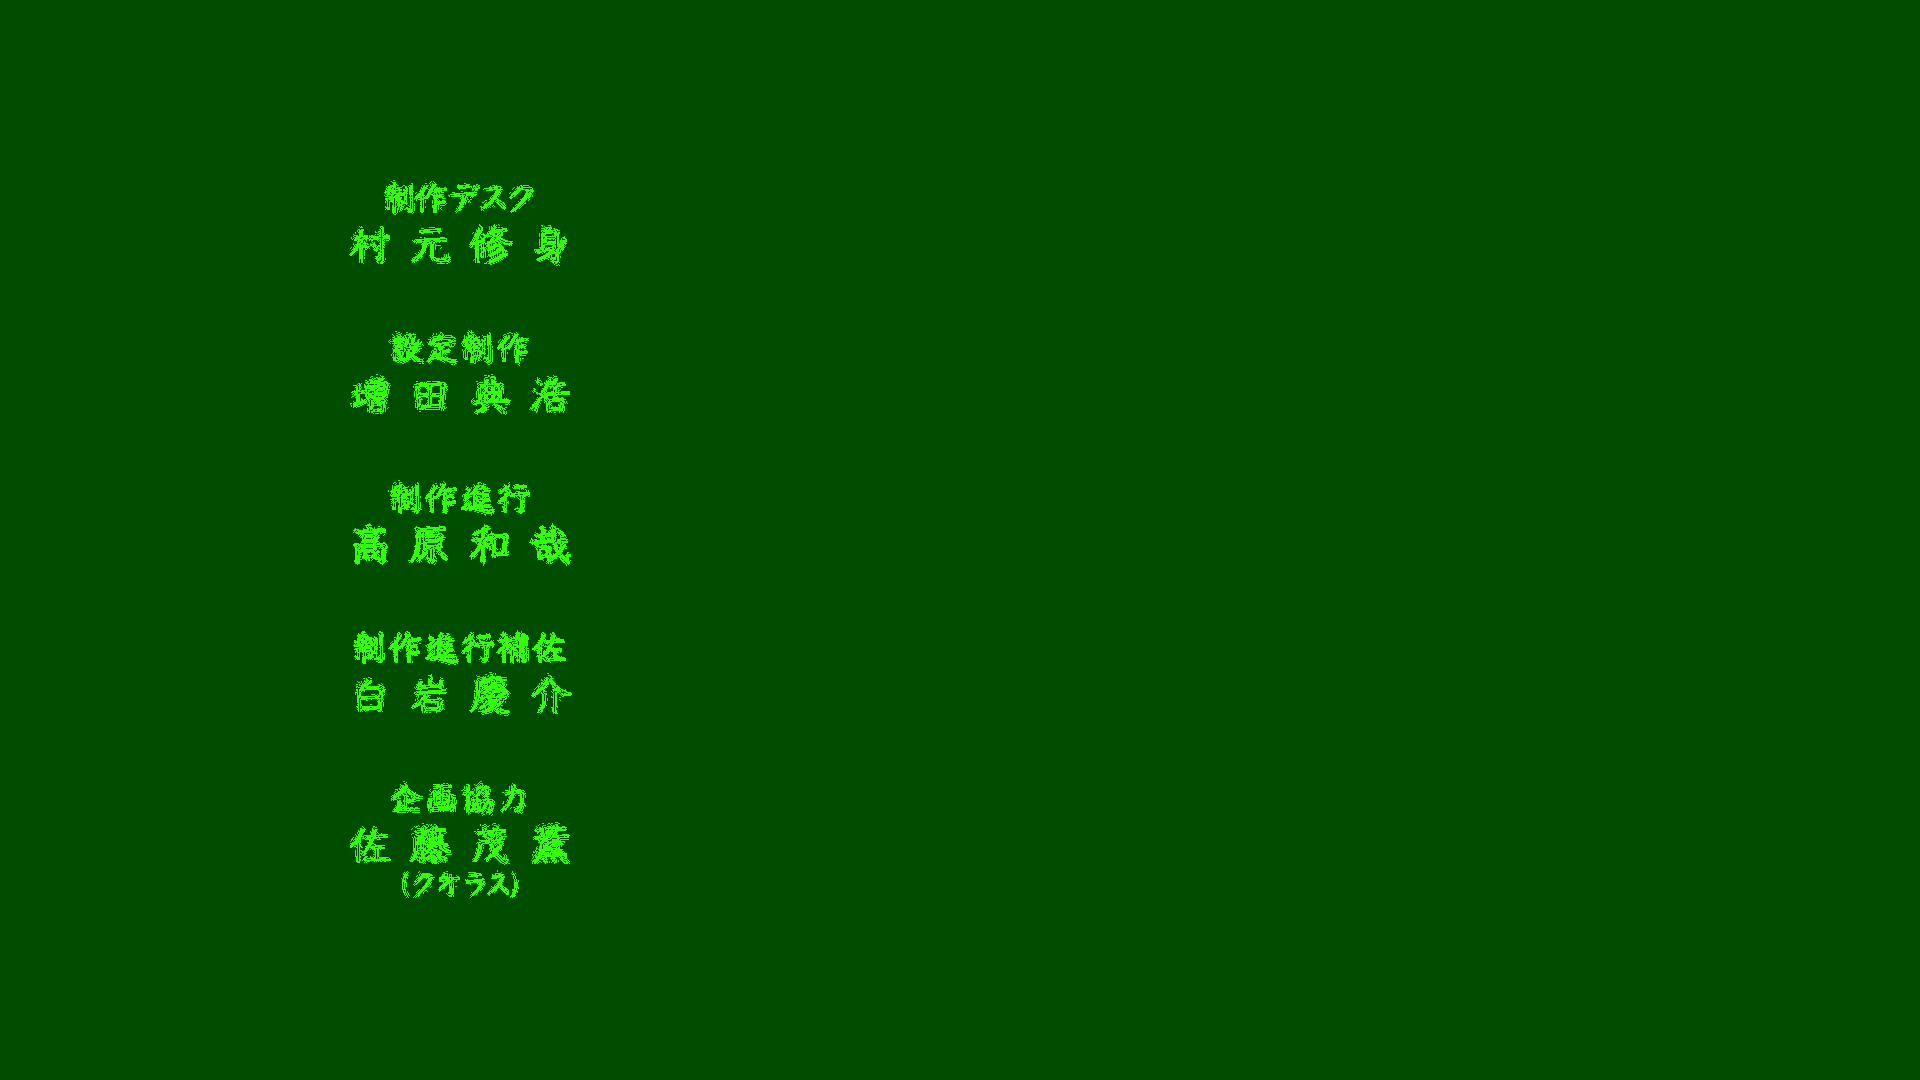 制作デスク
村元修身
設定制作
増田典浩
制作進行
高原和哉
制作進行補佐
白岩慶介
企画協力
佐藤茂薫
(クオラス)